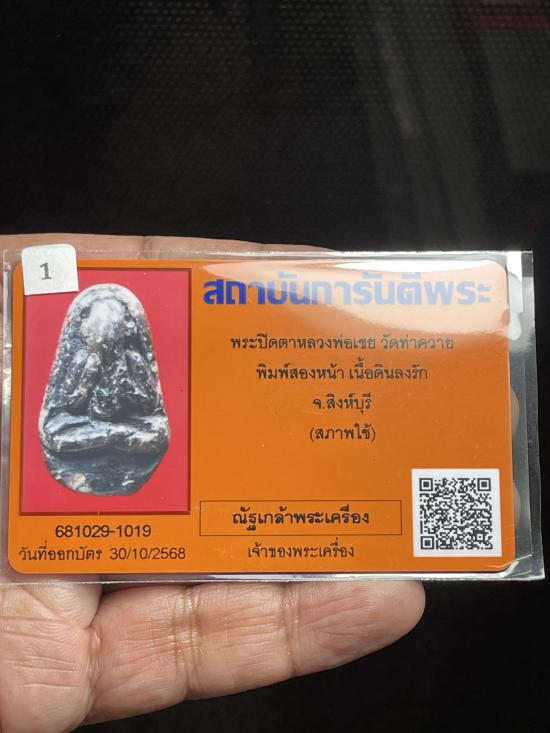 1
สถาบันการันตีพระ
พระปิดตาหลวงพ่อเชย วัดท่าควาย
พิมพ์สองหน้า เนื้อดินลงรัก
จ.สิงห์บุรี
(สภาพใช้)
681029-1019
วันที่ออกบัตร 30/10/2568
ณัฐเกล้าพระเครื่อง
เจ้าของพระเครื่อง